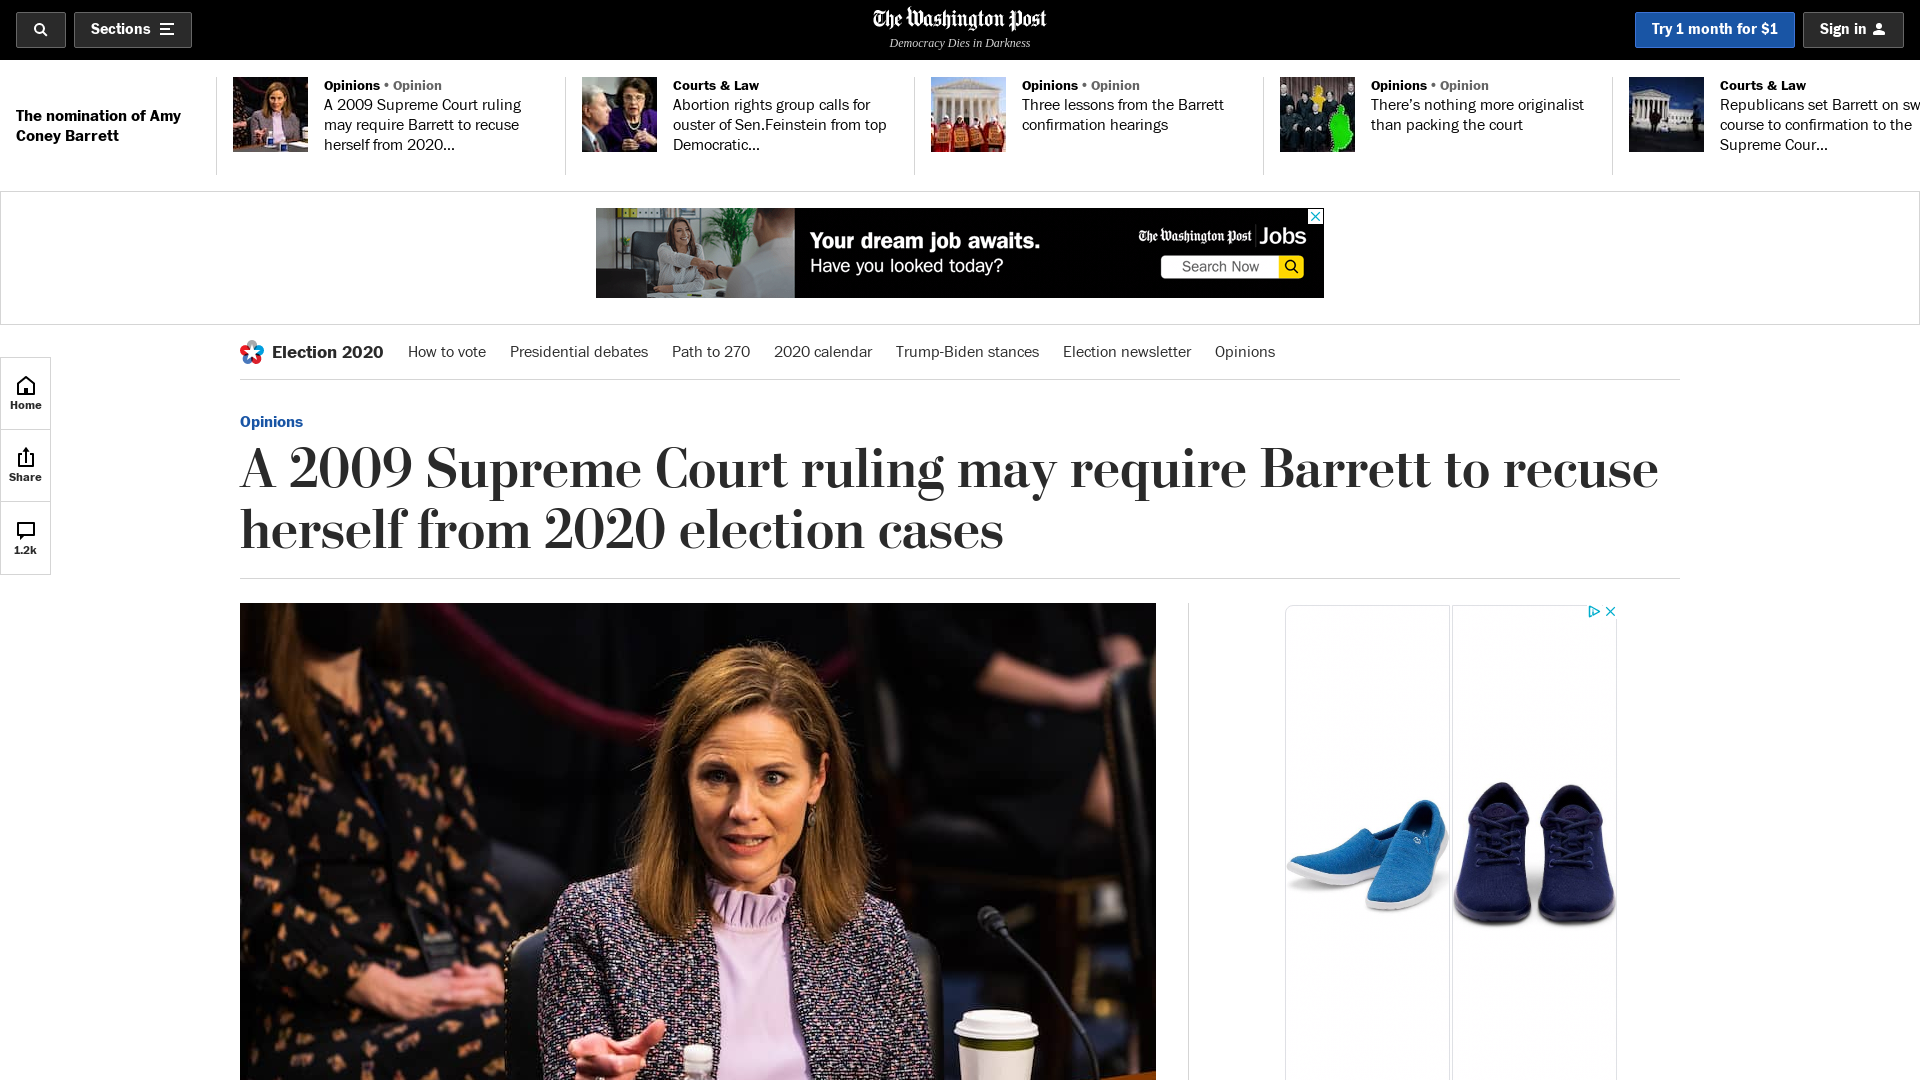 Sections
The Washington Post
Democracy Dies in Darkness
Try 1 month for $1
Sign in
The nomination of Amy
Coney Barrett
Opinions • Opinion
A 2009 Supreme Court ruling
may require Barrett to recuse
herself from 2020...
Courts & Law
Abortion rights group calls for
ouster of Sen.Feinstein from top
Democratic...
Opinions • Opinion
Three lessons from the Barrett
confirmation hearings
Opinions • Opinion
There’s nothing more originalist
than packing the court
Courts & Law
Republicans set Barrett on sw
course to confirmation to the
Supreme Cour...
Your dream job awaits.
Have you looked today?
The Washington Post Jobs
Search Now
Election 2020
How to vote
Presidential debates
Path to 270
2020 calendar
Trump-Biden stances
Election newsletter
Opinions
Home
Share
1.2k
Opinions
A 2009 Supreme Court ruling may require Barrett to recuse
herself from 2020 election cases